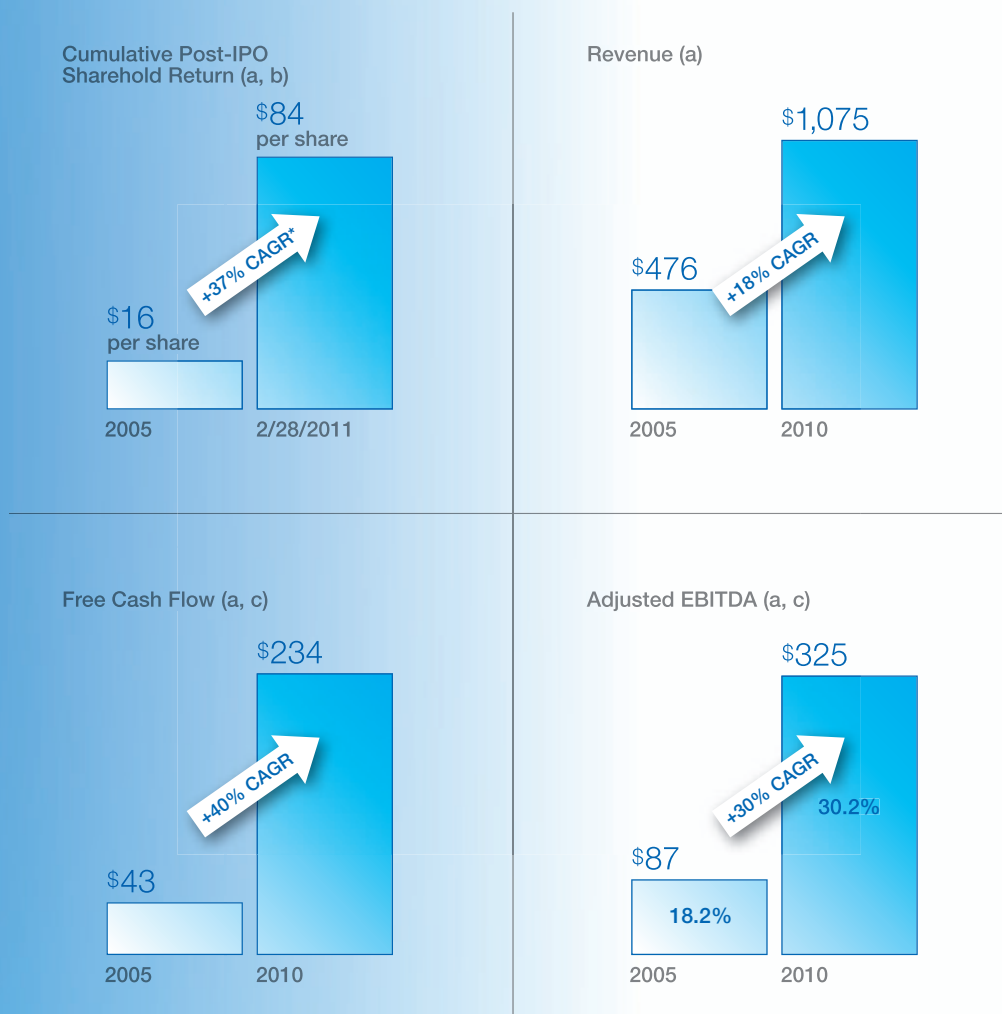 Cumulative Post-IPO
Sharehold Return (a, b)
$84
per share
+37% CAGR*
$16
per share
2005
2/28/2011
Revenue (a)
$1,075
$476
+18% CAGR
2005
2010
Free Cash Flow (a, c)
$234
+40% CAGR
$43
2005
2010
Adjusted EBITDA (a, c)
$325
+30% CAGR
30.2%
$87
18.2%
2005
2010